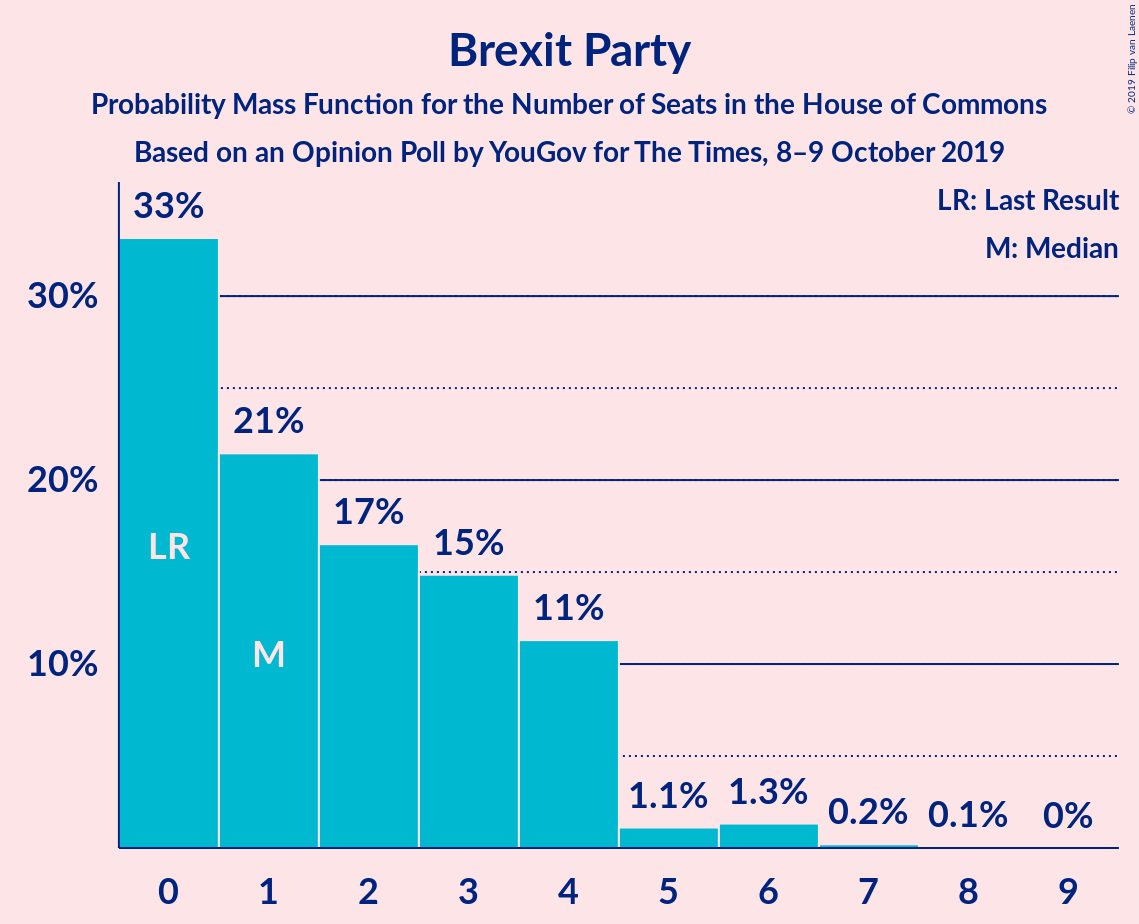 Brexit Party
Probability Mass Function for the Number of Seats in the House of Commons
Based on an Opinion Poll by YouGov for The Times, 8–9 October 2019
© 2019 Filip van Laenen
LR: Last Result
M: Median
33%
30%
21%
20%
17%
15%
LR
11%
M
10%
1.1%
1.3%
0.2%
0.1%
0%
0 1 2 3 4 5 6 7 8 9